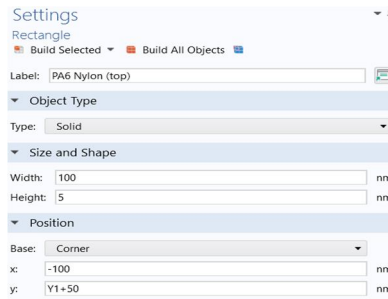 Settings
Rectangle
Build Selected Build All Objects
Label: PA6 Nylon (top)
Object Type
Type: Solid
Size and Shape
Width: 100
Height: 5
Position
Base: Corner
x: -100
y: Y1+50